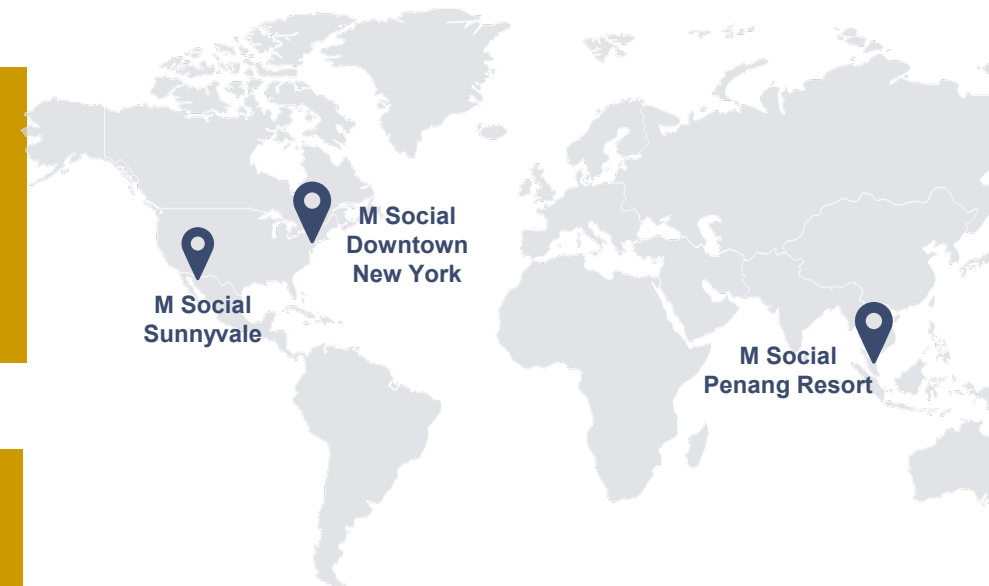 M Social
Downtown
New York
M Social
Sunnyvale
M Social
Penang Resort